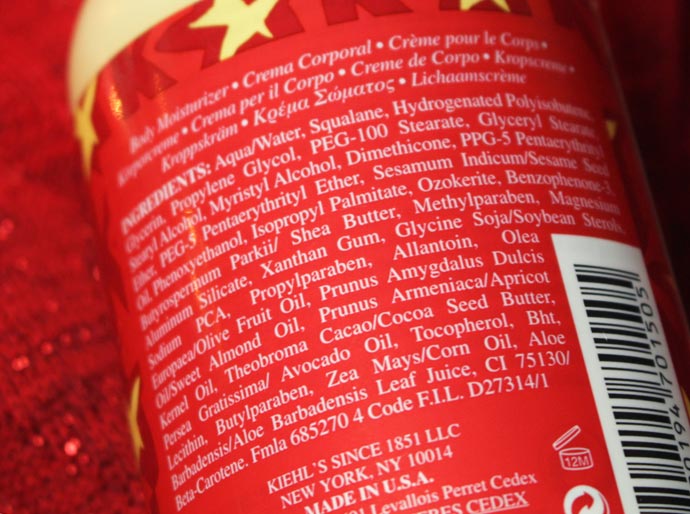 Body Moisturizer • Crema Corporal • Crème pour le Corps •
Korpercreme • Crema per il Corpo • Creme de Corpo • Kropscreme •
Kroppskräm • Κρέμα Σώματος • Lichaamscrème
INGREDIENTS: Aqua/Water, Squalane, Hydrogenated Polyisobutene,
Glycerin, Propylene Glycol, PEG-100 Stearate, Glyceryl Stearate,
Stearyl Alcohol, Myristyl Alcohol, Dimethicone, PPG-5 Pentaerythrityl
Ether, PEG-5 Pentaerythrityl Ether, Sesamum Indicum/Sesame Seed
Oil, Phenoxyethanol, Isopropyl Palmitate, Ozokerite, Benzophenone-3,
Butyrospermum Parkii/ Shea Butter, Methylparaben, Magnesium
Aluminum Silicate, Xanthan Gum, Glycine Soja/Soybean Sterols,
Sodium PCA, Propylparaben, Allantoin, Olea
Europaea/Olive Fruit Oil, Prunus Amygdalus Dulcis
Oil/Sweet Almond Oil, Prunus Armeniaca/Apricot
Kernel Oil, Theobroma Cacao/Cocoa Seed Butter,
Persea Gratissima/ Avocado Oil, Tocopherol, Bht,
Lecithin, Butylparaben, Zea Mays/Corn Oil, Aloe
Barbadensis/Aloe Barbadensis Leaf Juice, CI 75130/
Beta-Carotene. Fmla 685270 4 Code F.I.L. D27314/1
KIEHL'S SINCE 1851 LLC
NEW YORK, NY 10014
MADE IN U.S.A.
Levallois Perret Cedex
CEDEX
12M
194 701505